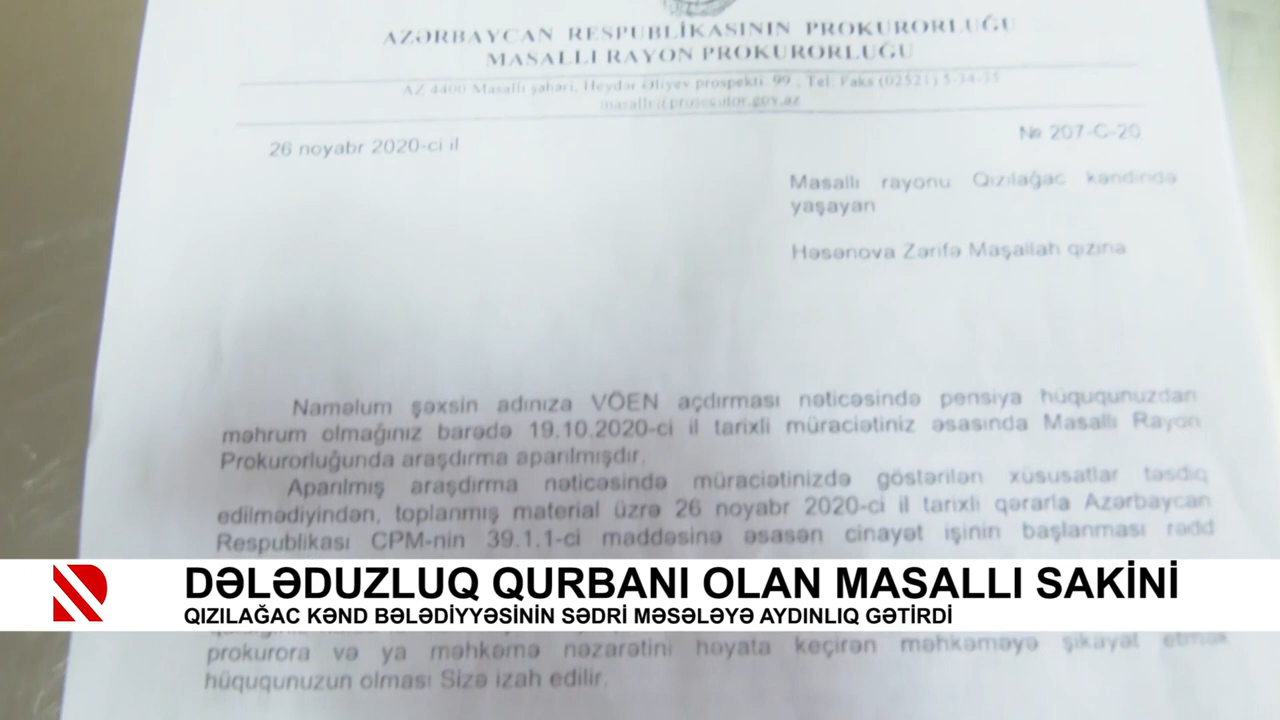 AZƏRBAYCAN RESPUBLİKASININ PROKURORLUĞU
MASALLI RAYON PROKURORLUĞU
AZ 4400 Masallı şəhəri, Heydər Əliyev prospekti 99, Tel: Faks (02521) 5-34-35
masalli@prosecutor.gov.az
26 noyabr 2020-ci il
№ 207-C-20
Masallı rayonu Qızılağac kəndində
yaşayan
Həsənova Zərifə Maşallah qızına
Naməlum şəxsin adınıza VÖEN açdırması nəticəsində pensiya hüququnuzdan
məhrum olmağınız barədə 19.10.2020-ci il tarixli müraciətiniz əsasında Masallı Rayon
Prokurorluğunda araşdırma aparılmışdır.
Aparılmış araşdırma nəticəsində müraciətinizdə göstərilən xüsusatlar təsdiq
edilmədiyindən, toplanmış material üzrə 26 noyabr 2020-ci il tarixli qərarla Azərbaycan
Respublikası CPM-nin 39.1.1-ci maddəsinə əsasən cinayət işinin başlanması rədd
DƏLƏDUZLUQ QURBANI OLAN MASALLI SAKİNİ
QIZILAĞAC KƏND BƏLƏDİYYƏSİNİN SƏDRİ MƏSƏLƏYƏ AYDINLIQ GƏTİRDİ
prokurora və ya məhkəmə nəzarətini həyata keçirən məhkəməyə şikayət etmək
hüququnuzun olması Sizə izah edilir.